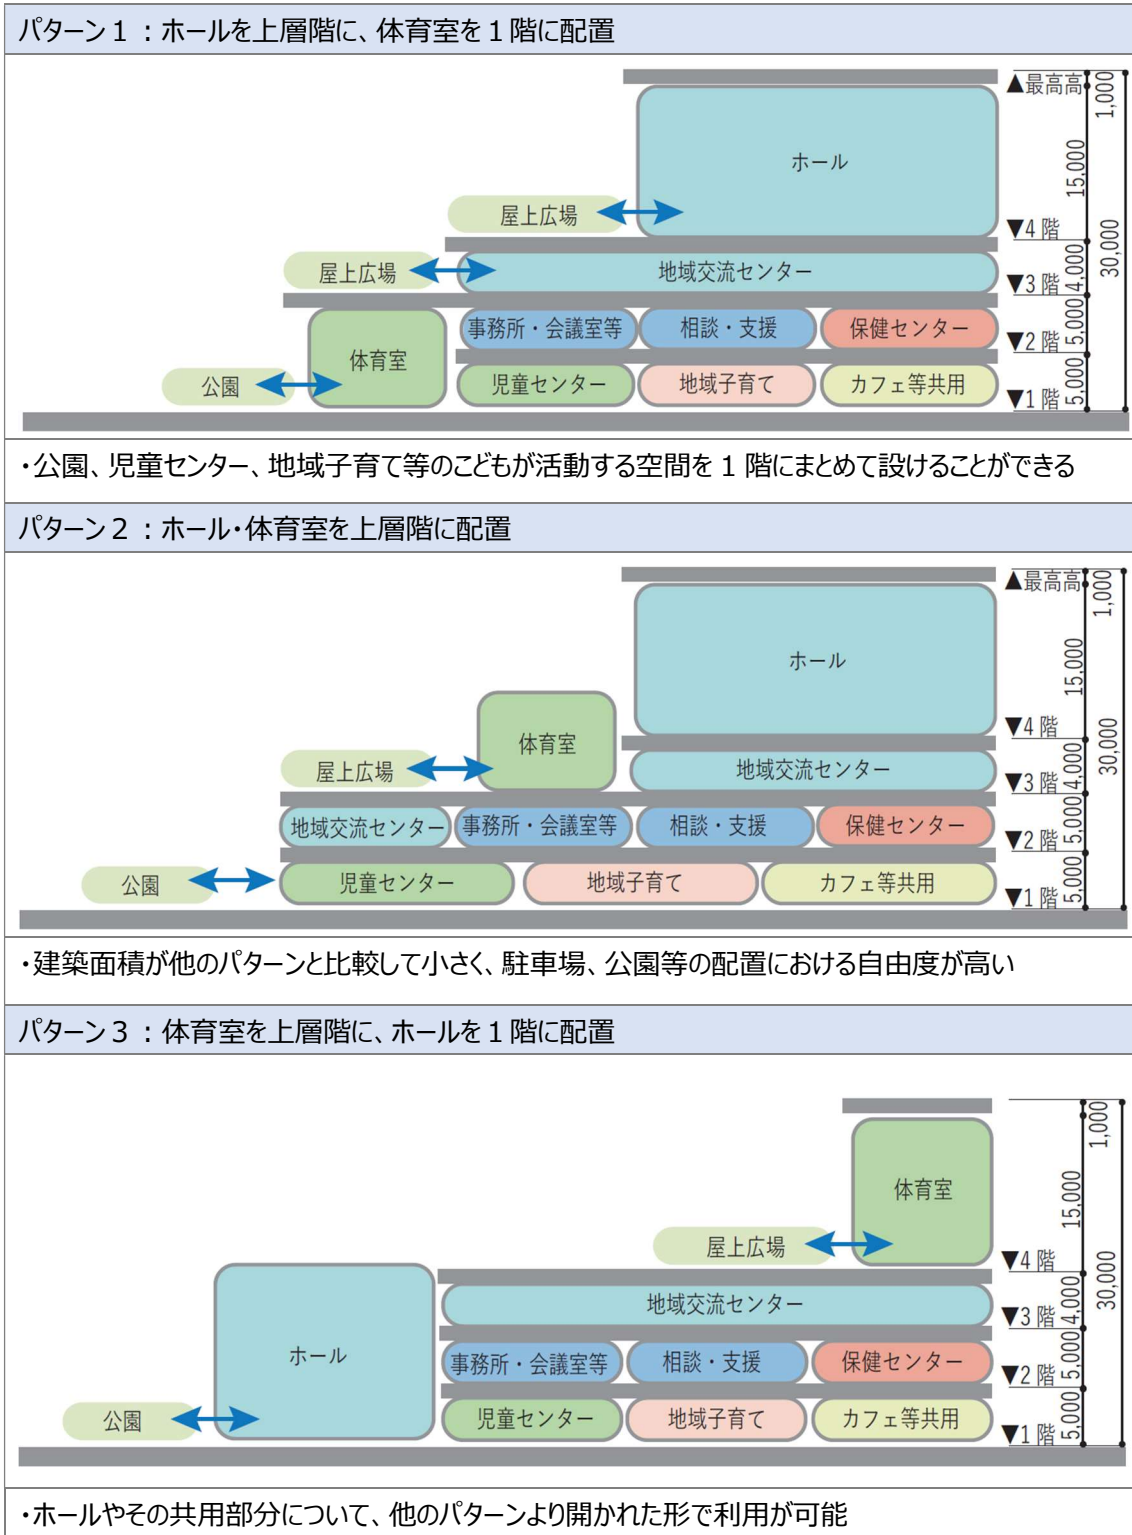 パターン１：ホールを上層階に、体育室を１階に配置
▲最高高
1,000
ホール
15,000
屋上広場
▼4 階
30,000
屋上広場
地域交流センター
▼3 階
4,000
体育室
事務所・会議室等
相談・支援
保健センター
▼2 階
5,000
公園
児童センター
地域子育て
カフェ等共用
▼1 階
5,000
・公園、児童センター、地域子育て等のこどもが活動する空間を１階にまとめて設けることができる
パターン２：ホール・体育室を上層階に配置
▲最高高
1,000
ホール
15,000
体育室
▼4 階
30,000
屋上広場
地域交流センター
▼3 階
4,000
地域交流センター
事務所・会議室等
相談・支援
保健センター
▼2 階
5,000
公園
児童センター
地域子育て
カフェ等共用
▼1 階
5,000
・建築面積が他のパターンと比較して小さく、駐車場、公園等の配置における自由度が高い
パターン３：体育室を上層階に、ホールを１階に配置
1,000
体育室
15,000
屋上広場
▼4 階
30,000
地域交流センター
▼3 階
4,000
ホール
事務所・会議室等
相談・支援
保健センター
▼2 階
5,000
公園
児童センター
地域子育て
カフェ等共用
▼1 階
5,000
・ホールやその共用部分について、他のパターンより開かれた形で利用が可能